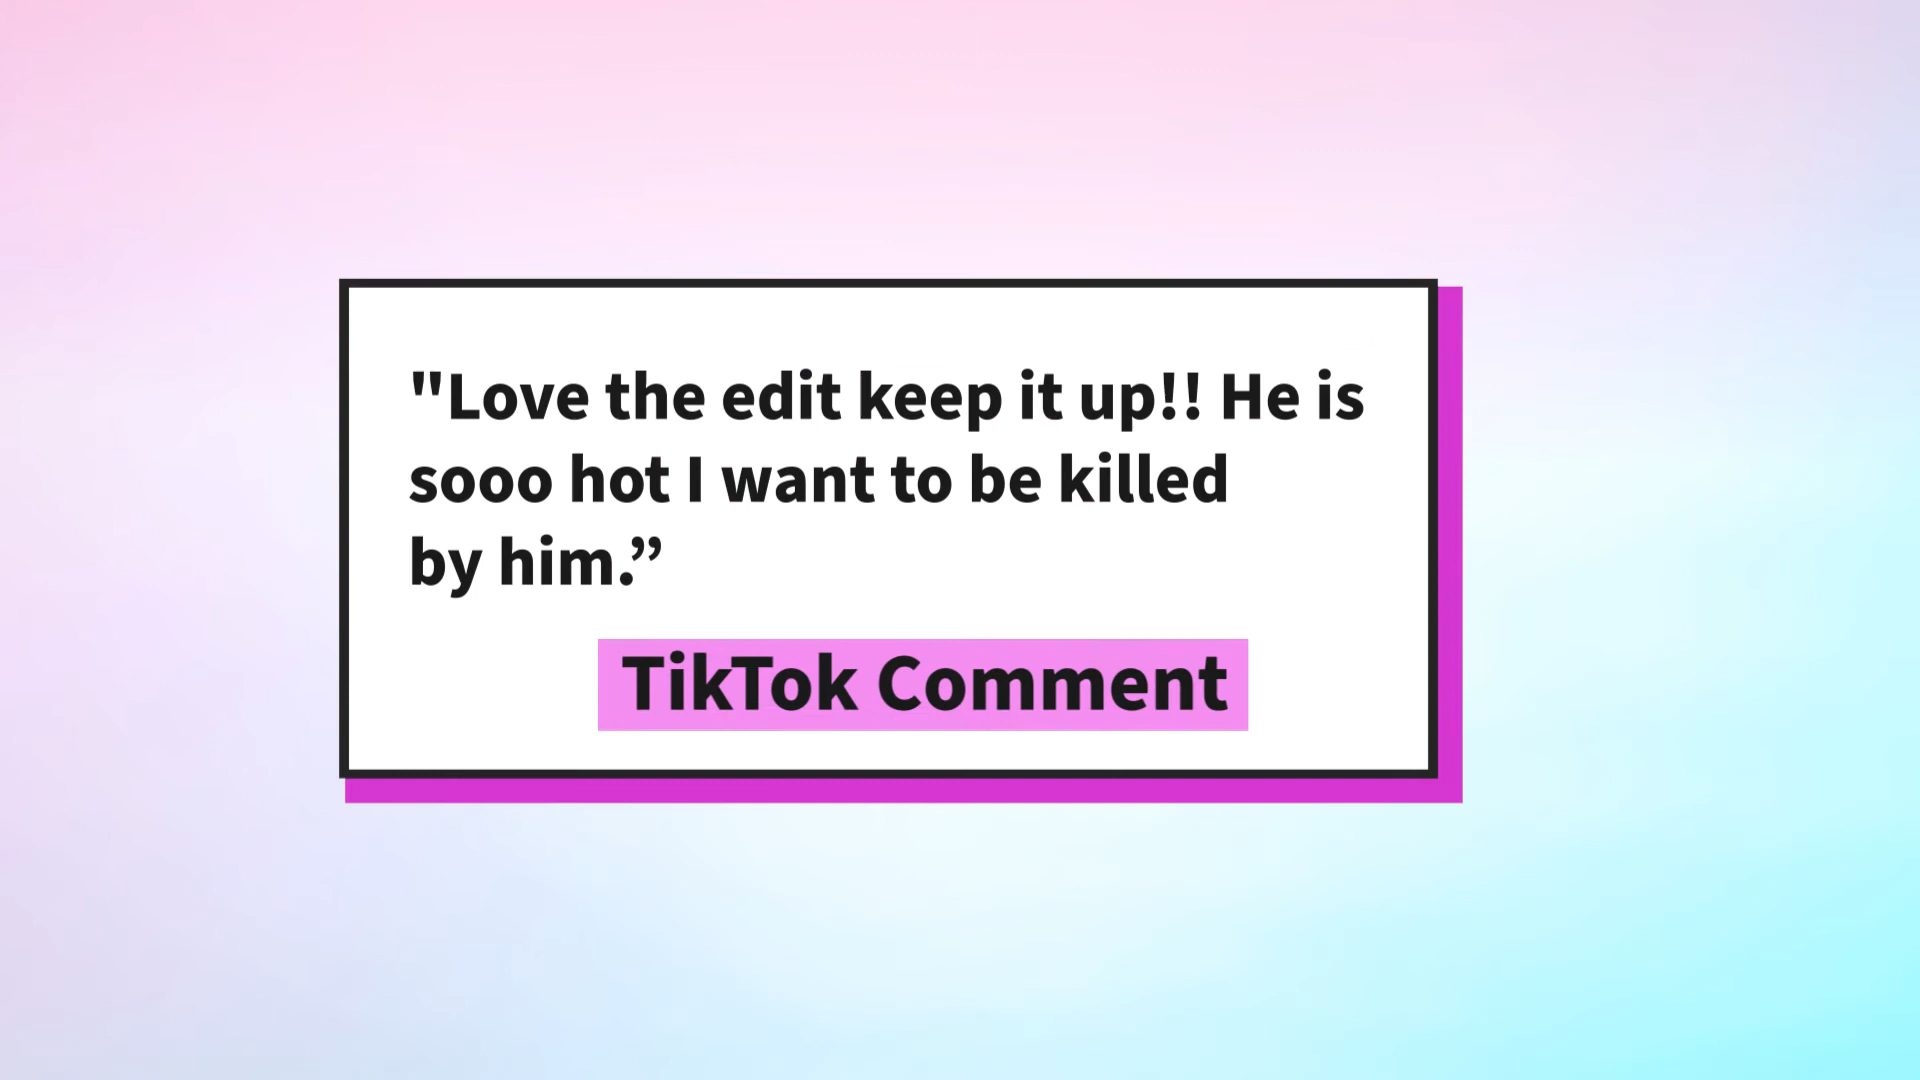 "Love the edit keep it up!! He is
sooo hot I want to be killed
by him.”
TikTok Comment